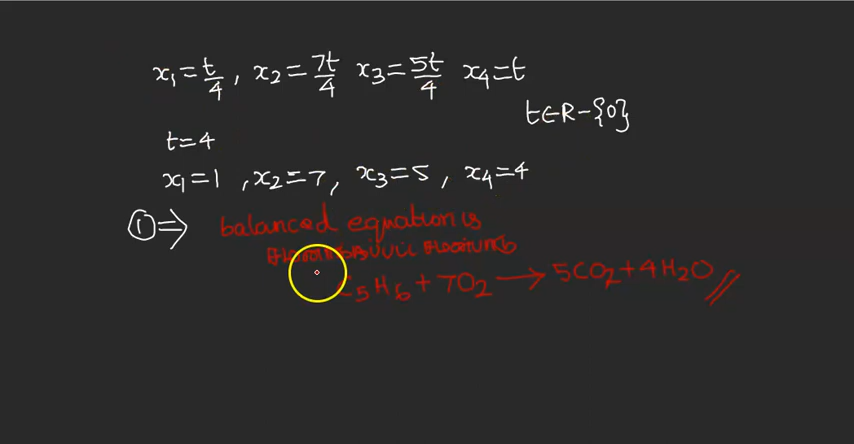 x₁=t/4, x₂=7t/4 x₃=5t/4 x₄=t
t∈R-{0}
t=4
x₁=1, x₂=7, x₃=5, x₄=4
①⇒ balanced equation is
C₅H₆+7O₂→5CO₂+4H₂O//